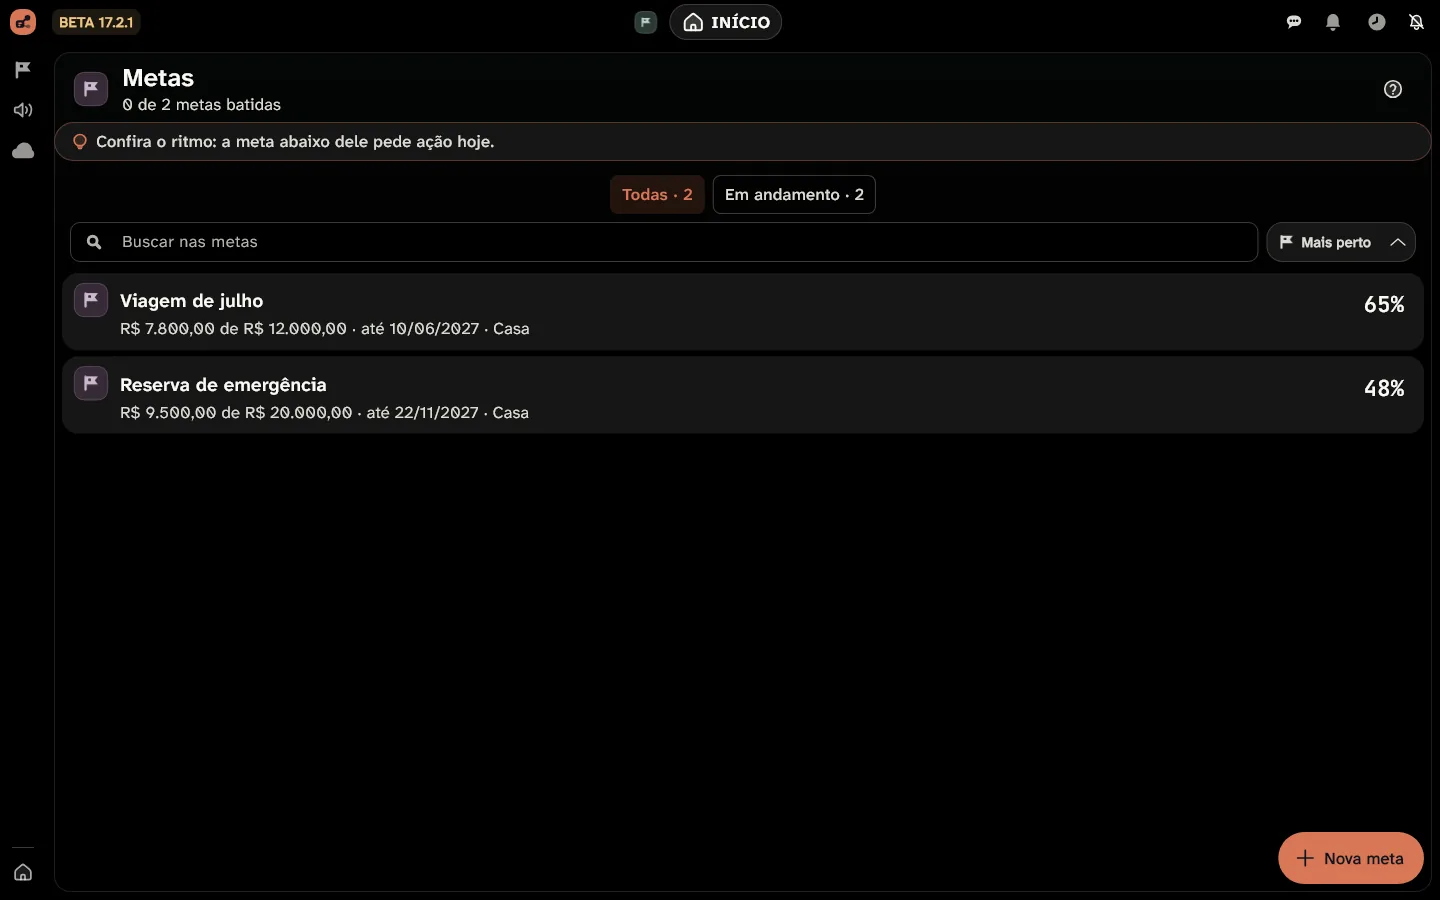 BETA 17.2.1
INÍCIO
Metas
0 de 2 metas batidas
Confira o ritmo: a meta abaixo dele pede ação hoje.
Todas · 2
Em andamento · 2
Buscar nas metas
Mais perto
Viagem de julho
65%
R$ 7.800,00 de R$ 12.000,00 · até 10/06/2027 · Casa
Reserva de emergência
48%
R$ 9.500,00 de R$ 20.000,00 · até 22/11/2027 · Casa
Nova meta